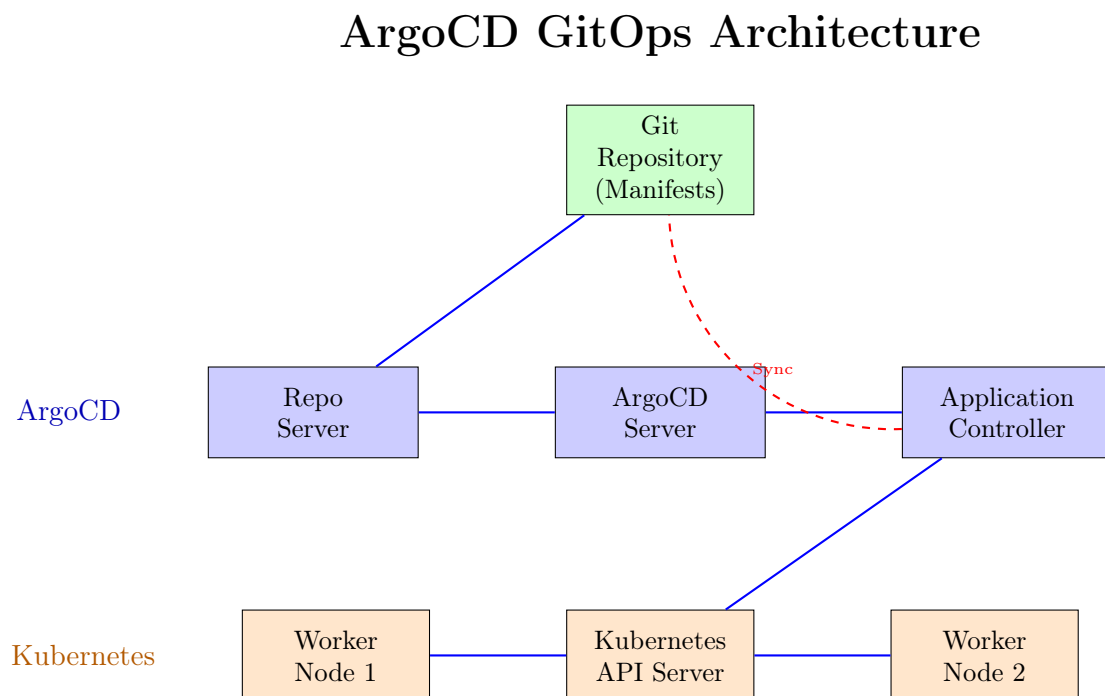 ArgoCD GitOps Architecture
Git
Repository
(Manifests)
Sync
ArgoCD
Repo
Server
ArgoCD
Server
Application
Controller
Kubernetes
Worker
Node 1
Kubernetes
API Server
Worker
Node 2